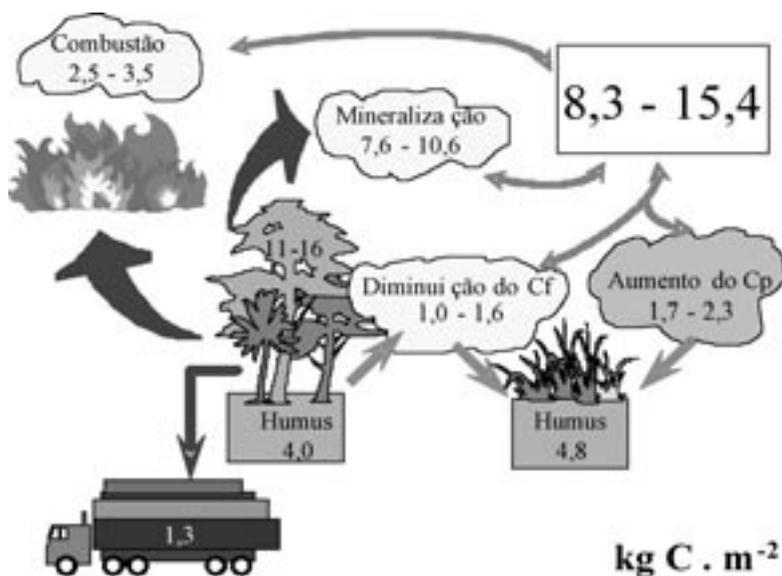 Combustão
2,5 - 3,5
8,3 - 15,4
Mineraliza ção
7,6 - 10,6
11-16
Diminui ção do Cf
1,0 - 1,6
Aumento do Cp
1,7 - 2,3
Humus
4,0
Humus
4,8
1,3
kg C . m⁻²